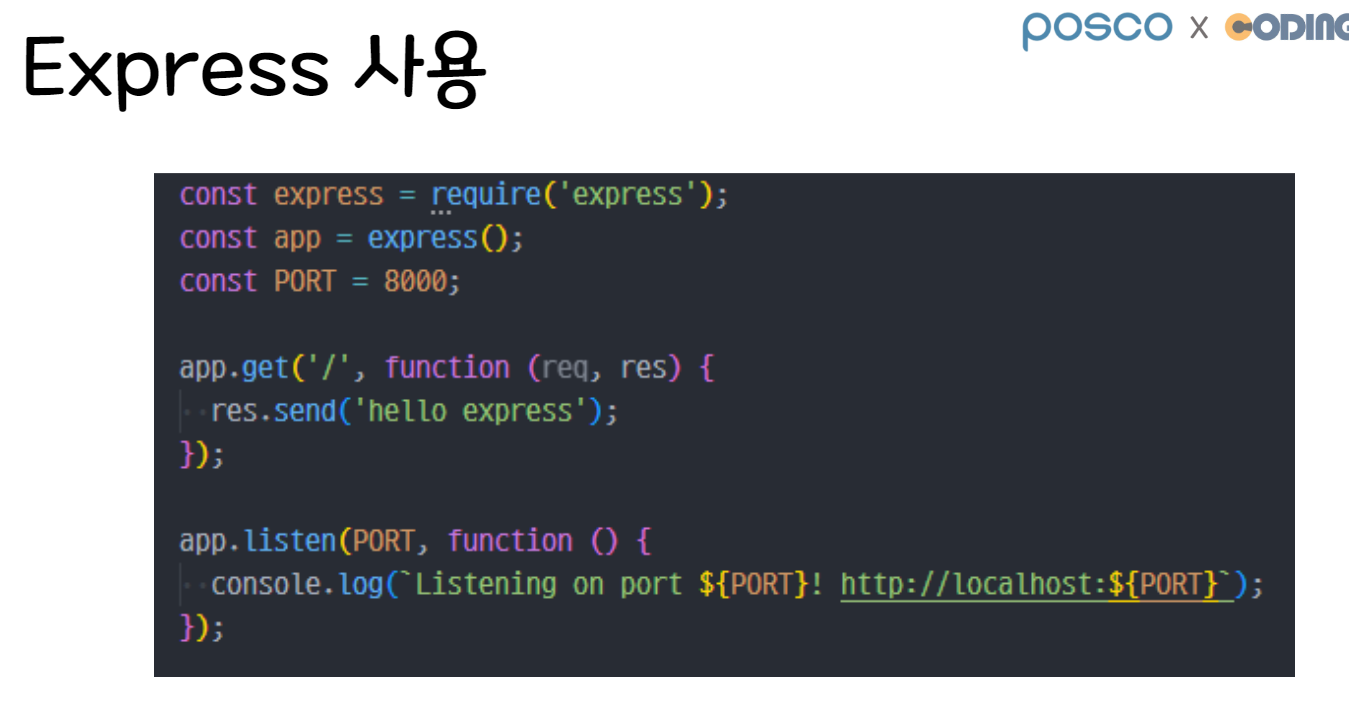 posco x CODING
Express 사용
const express = require('express');
const app = express();
const PORT = 8000;
app.get('/', function (req, res) {
res.send('hello express');
});
app.listen(PORT, function () {
console.log(`Listening on port ${PORT}! http://localhost:${PORT}`);
});